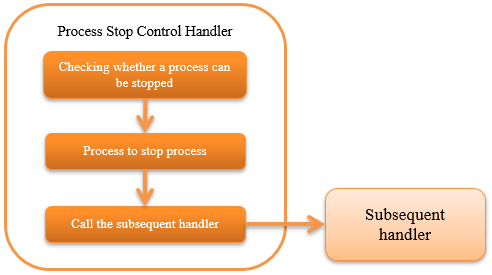 Process Stop Control Handler
Checking whether a process can
be stopped
Process to stop process
Call the subsequent handler
Subsequent
handler